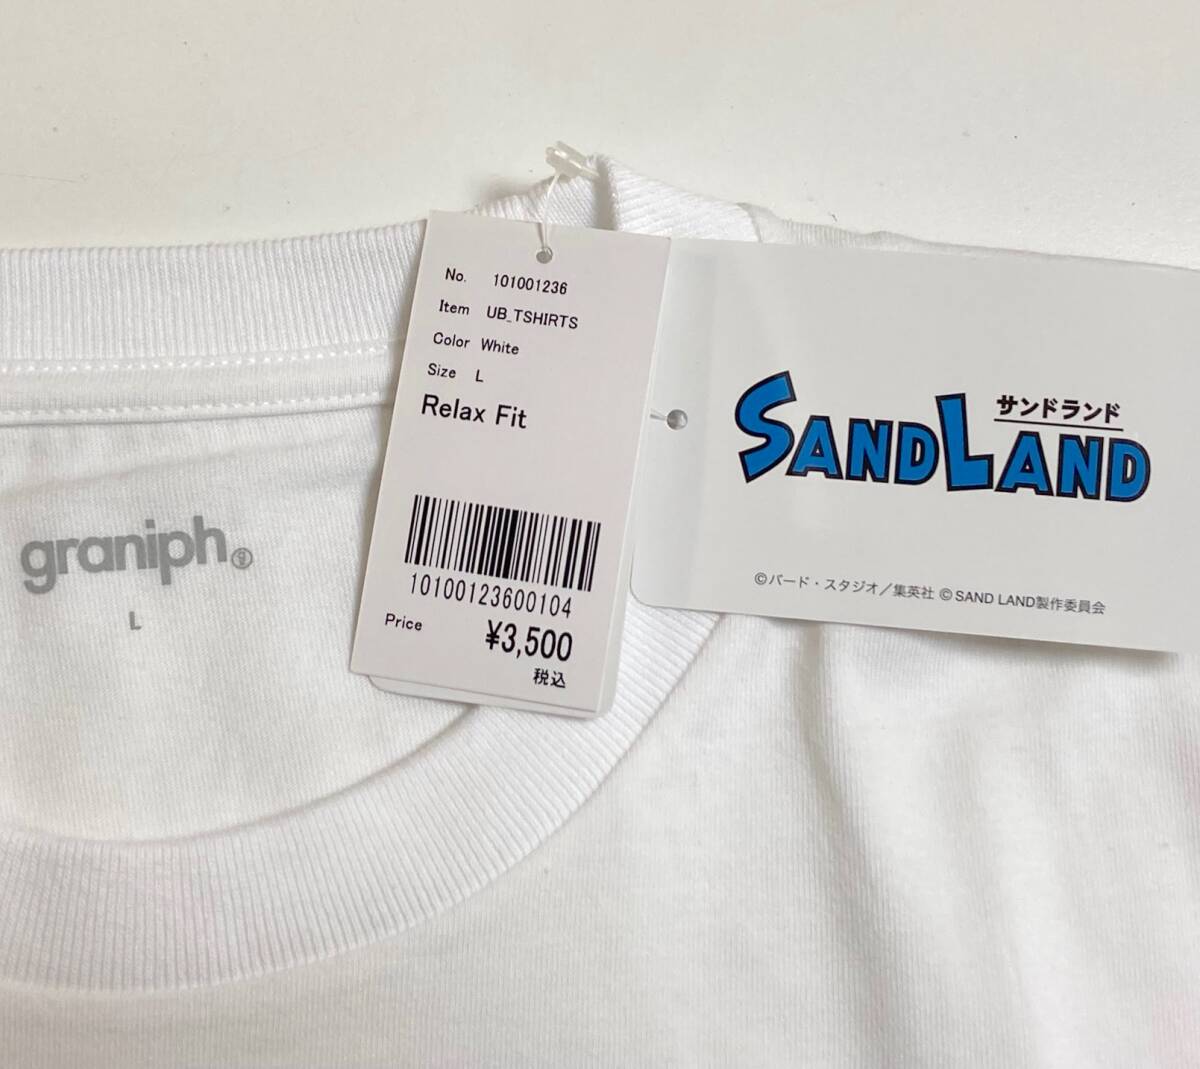 No. 101001236
Item UB_TSHIRTS
Color White
Size L
Relax Fit
10100123600104
Price ¥3,500
税込
サンドランド
SANDLAND
©バード・スタジオ／集英社 © SAND LAND製作委員会
graniph
L